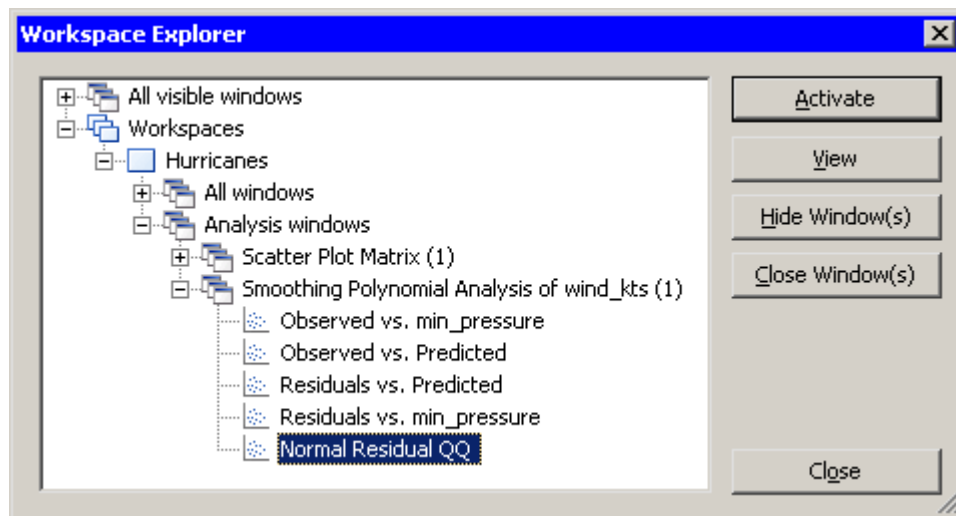 Workspace Explorer
All visible windows
Workspaces
Hurricanes
All windows
Analysis windows
Scatter Plot Matrix (1)
Smoothing Polynomial Analysis of wind_kts (1)
Observed vs. min_pressure
Observed vs. Predicted
Residuals vs. Predicted
Residuals vs. min_pressure
Normal Residual QQ
Activate
View
Hide Window(s)
Close Window(s)
Close